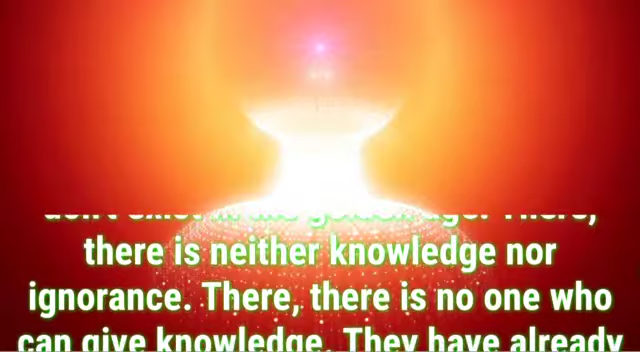 don't exist in the golden age. There,
there is neither knowledge nor
ignorance. There, there is no one who
can give knowledge. They have already